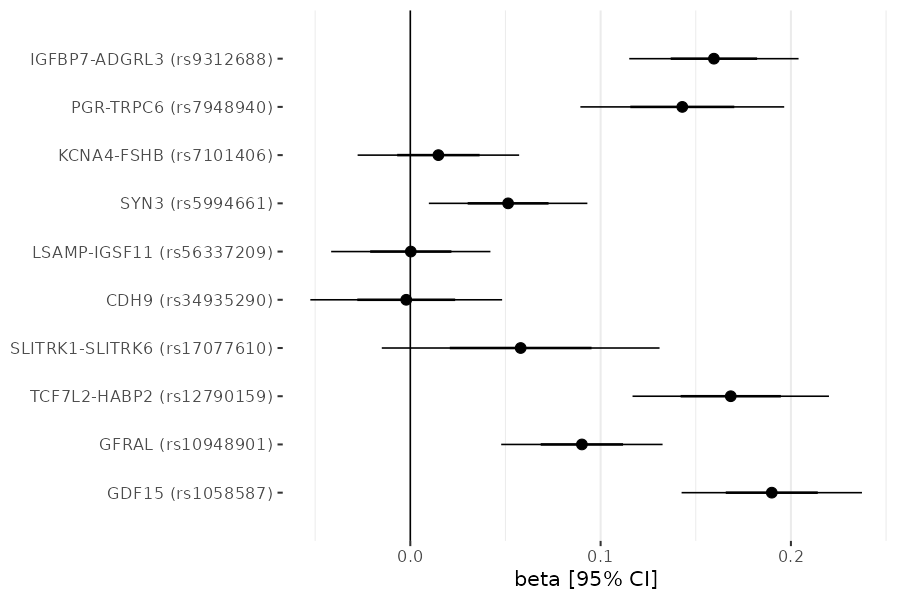 IGFBP7-ADGRL3 (rs9312688)
PGR-TRPC6 (rs7948940)
KCNA4-FSHB (rs7101406)
SYN3 (rs5994661)
LSAMP-IGSF11 (rs56337209)
CDH9 (rs34935290)
SLITRK1-SLITRK6 (rs17077610)
TCF7L2-HABP2 (rs12790159)
GFRAL (rs10948901)
GDF15 (rs1058587)
0.0 0.1 0.2
beta [95% CI]